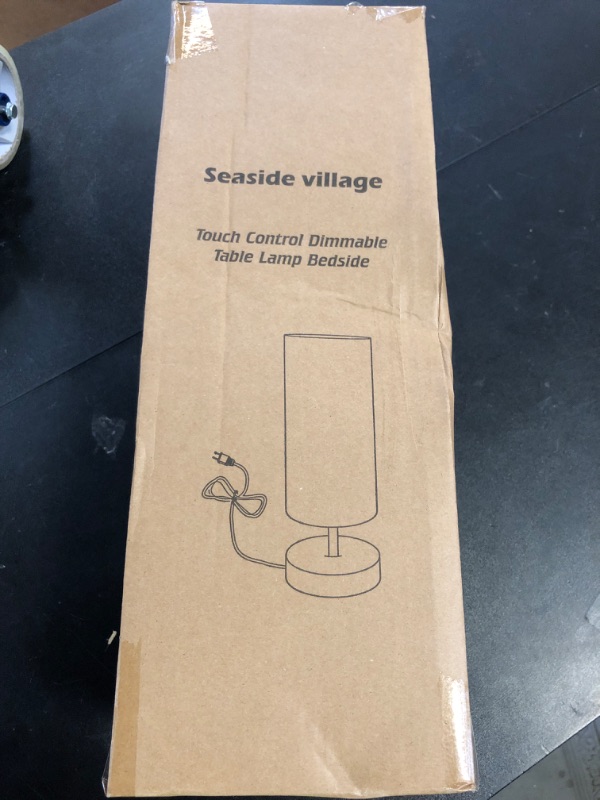 Seaside village
Touch Control Dimmable
Table Lamp Bedside